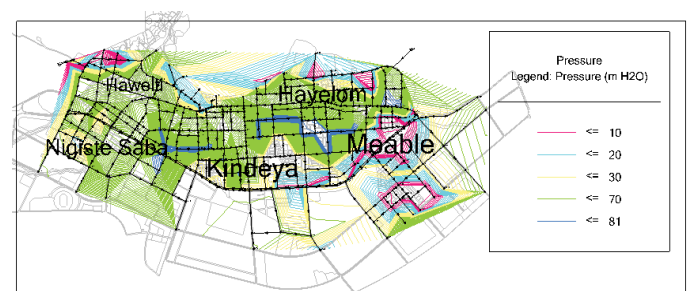 Pressure
Legend: Pressure (m H2O)
<= 10
<= 20
<= 30
<= 70
<= 81
Hawelti
Hayelom
Nigiste Saba
Kindeya
Meable